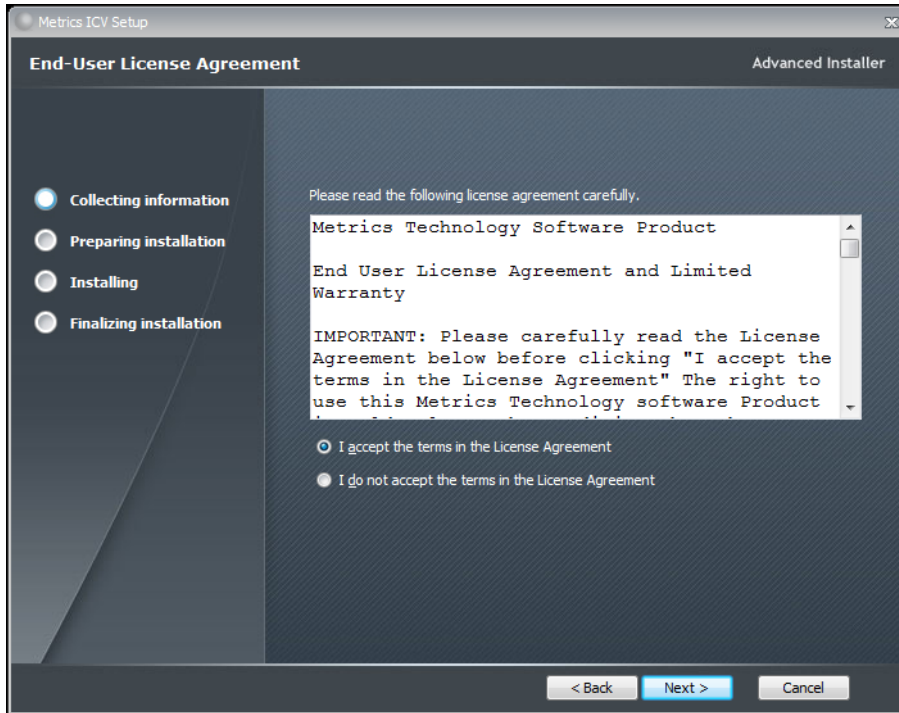 Metrics ICV Setup
End-User License Agreement
Advanced Installer
Collecting information
Preparing installation
Installing
Finalizing installation
Please read the following license agreement carefully.
Metrics Technology Software Product
End User License Agreement and Limited
Warranty
IMPORTANT: Please carefully read the License
Agreement below before clicking "I accept the
terms in the License Agreement" The right to
use this Metrics Technology software Product
I accept the terms in the License Agreement
I do not accept the terms in the License Agreement
< Back
Next >
Cancel